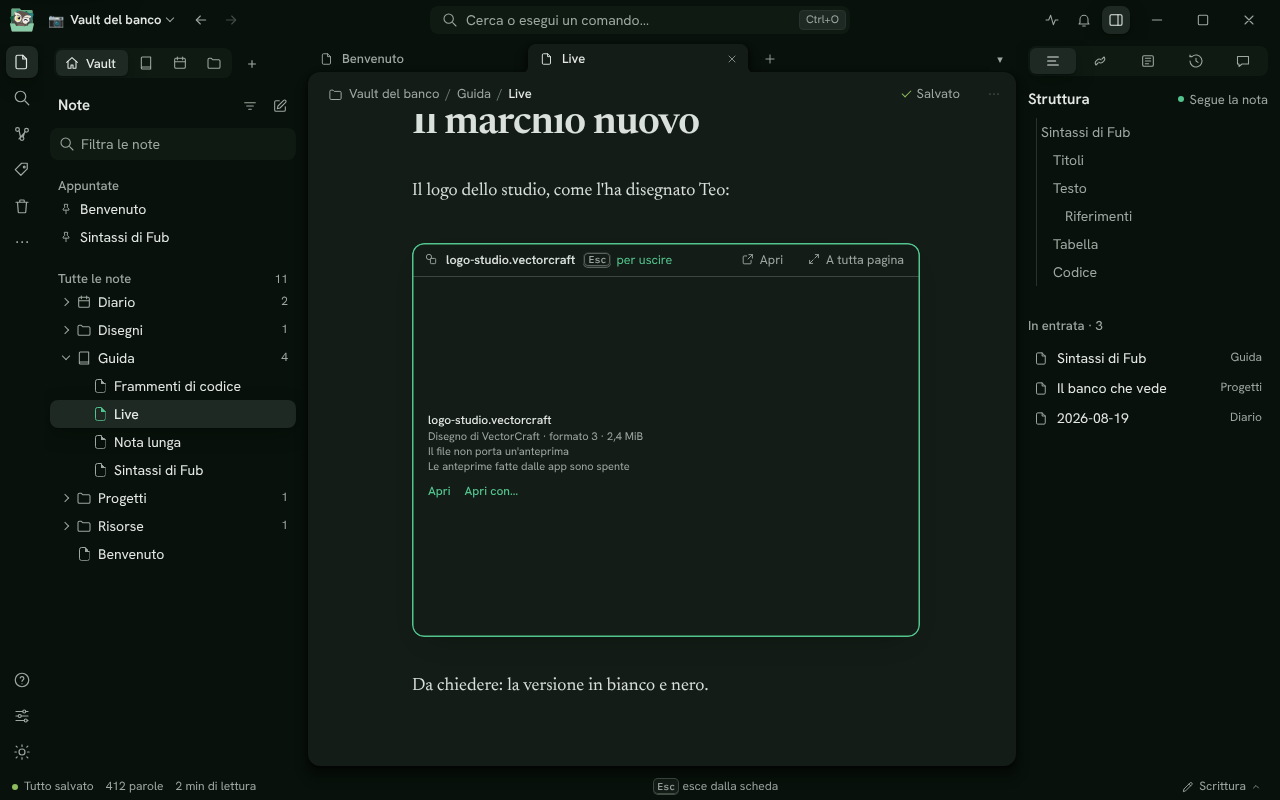 Vault del banco
Cerca o esegui un comando...
Ctrl+O
Vault
Benvenuto
Live
Note
Filtra le note
Appuntate
Benvenuto
Sintassi di Fub
Tutte le note 11
Diario 2
Disegni 1
Guida 4
Frammenti di codice
Live
Nota lunga
Sintassi di Fub
Progetti 1
Risorse 1
Benvenuto
Vault del banco / Guida / Live
Salvato
Il marchio nuovo
Il logo dello studio, come l'ha disegnato Teo:
logo-studio.vectorcraft Esc per uscire Apri A tutta pagina
logo-studio.vectorcraft
Disegno di VectorCraft · formato 3 · 2,4 MiB
Il file non porta un'anteprima
Le anteprime fatte dalle app sono spente
Apri Apri con...
Da chiedere: la versione in bianco e nero.
Struttura Segue la nota
Sintassi di Fub
Titoli
Testo
Riferimenti
Tabella
Codice
In entrata · 3
Sintassi di Fub Guida
Il banco che vede Progetti
2026-08-19 Diario
Tutto salvato 412 parole 2 min di lettura
Esc esce dalla scheda
Scrittura